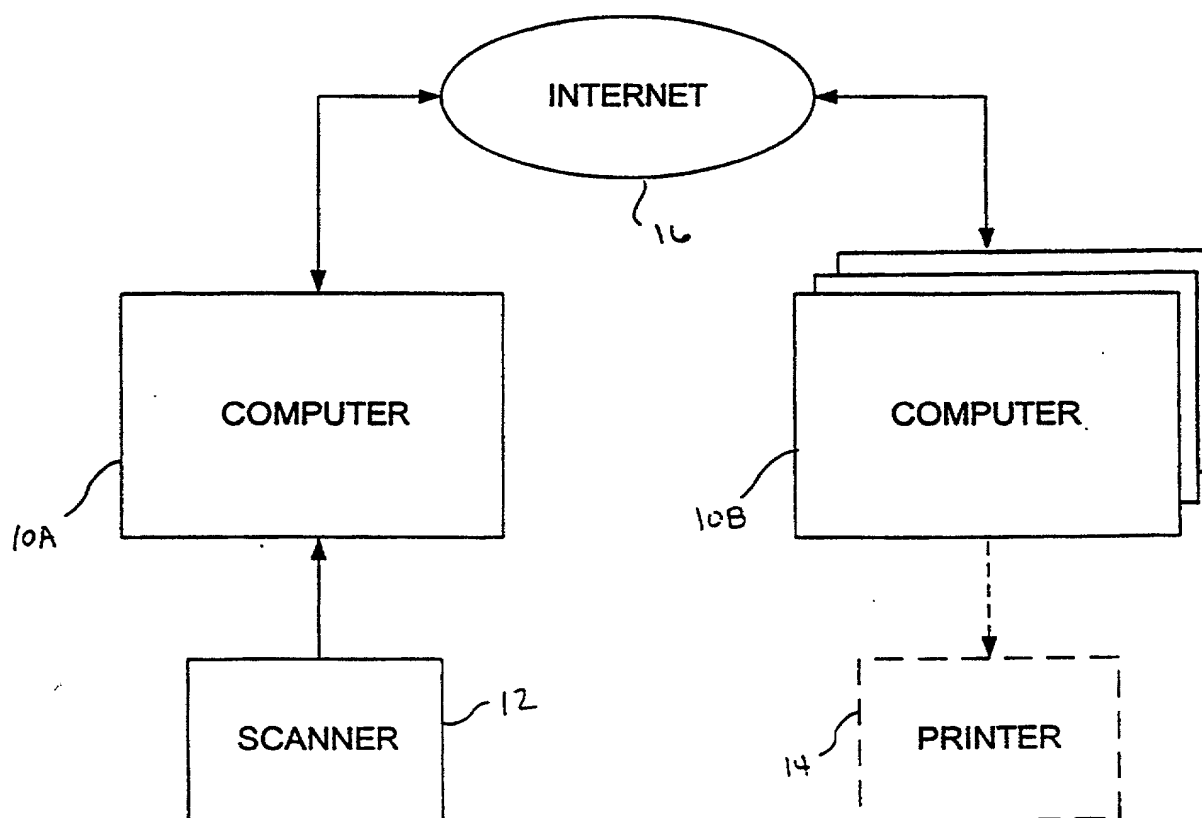 INTERNET
16
COMPUTER
10A
COMPUTER
10B
SCANNER
12
PRINTER
14